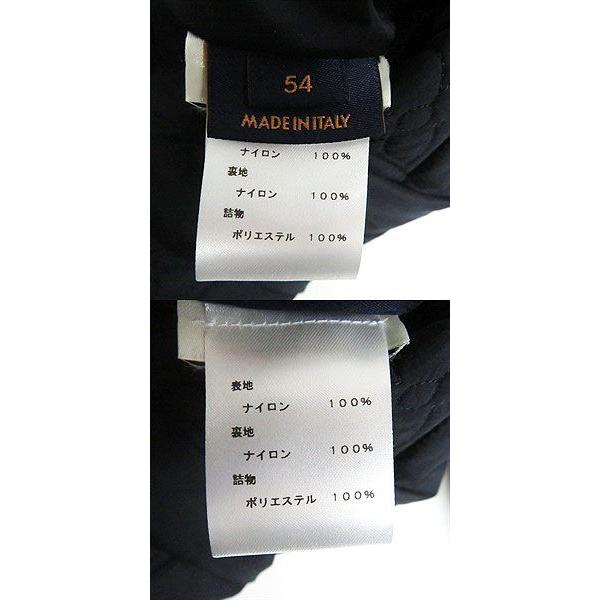 54
MADE IN ITALY
ナイロン 100%
裏地
ナイロン 100%
詰物
ポリエステル 100%
表地
ナイロン 100%
裏地
ナイロン 100%
詰物
ポリエステル 100%